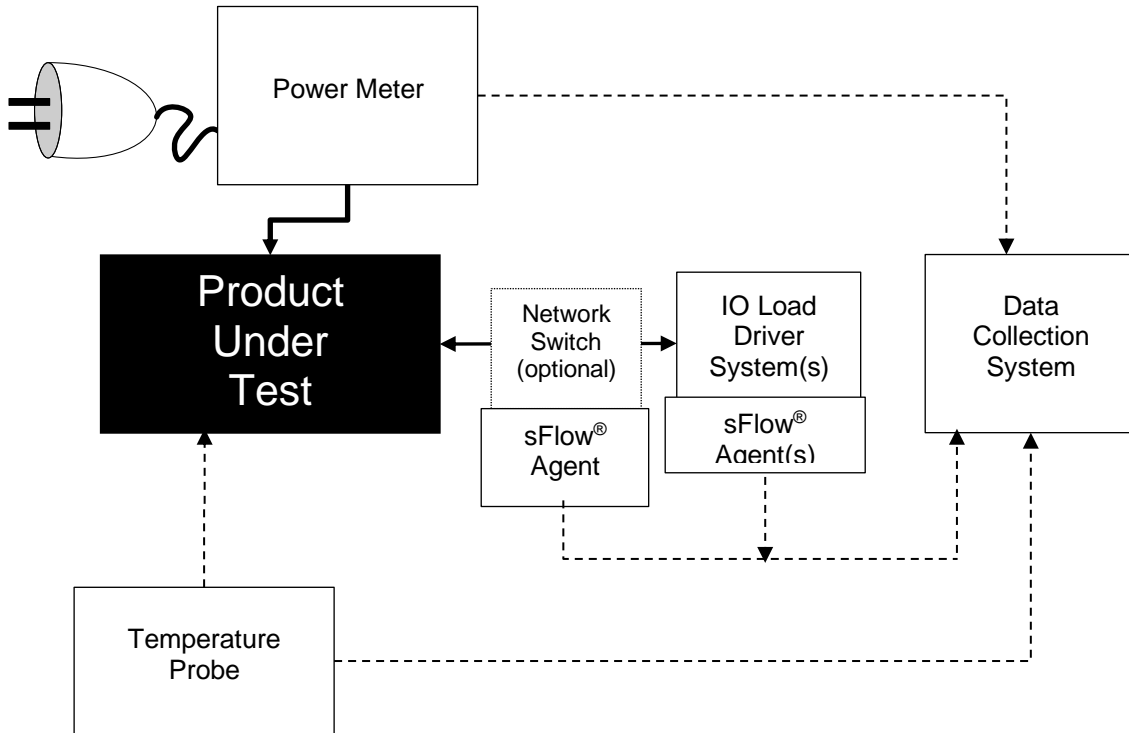 Power Meter
Product
Under
Test
Network
Switch
(optional)
sFlow®
Agent
IO Load
Driver
System(s)
sFlow®
Agent(s)
Data
Collection
System
Temperature
Probe